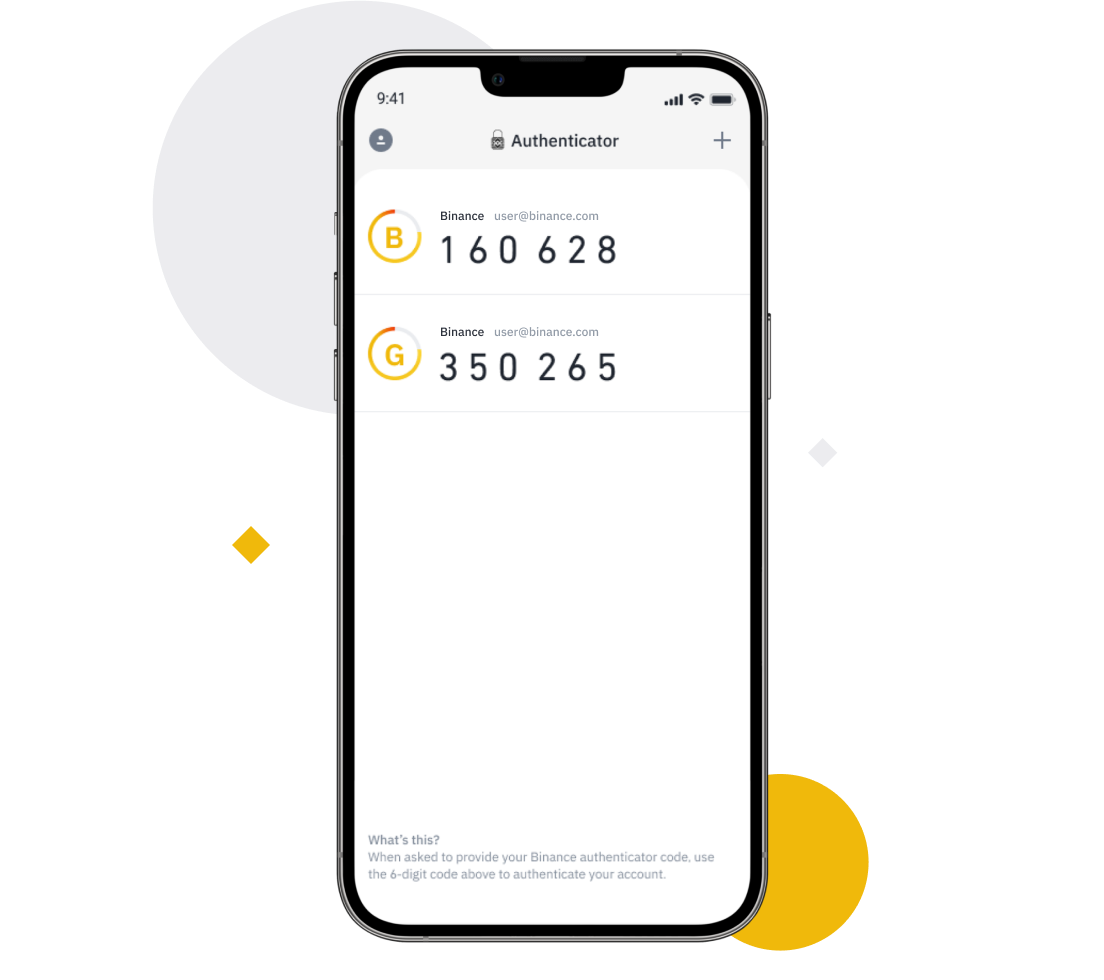 9:41
Authenticator
Binance user@binance.com
B
160 628
Binance user@binance.com
G
350 265
What's this?
When asked to provide your Binance authenticator code, use
the 6-digit code above to authenticate your account.